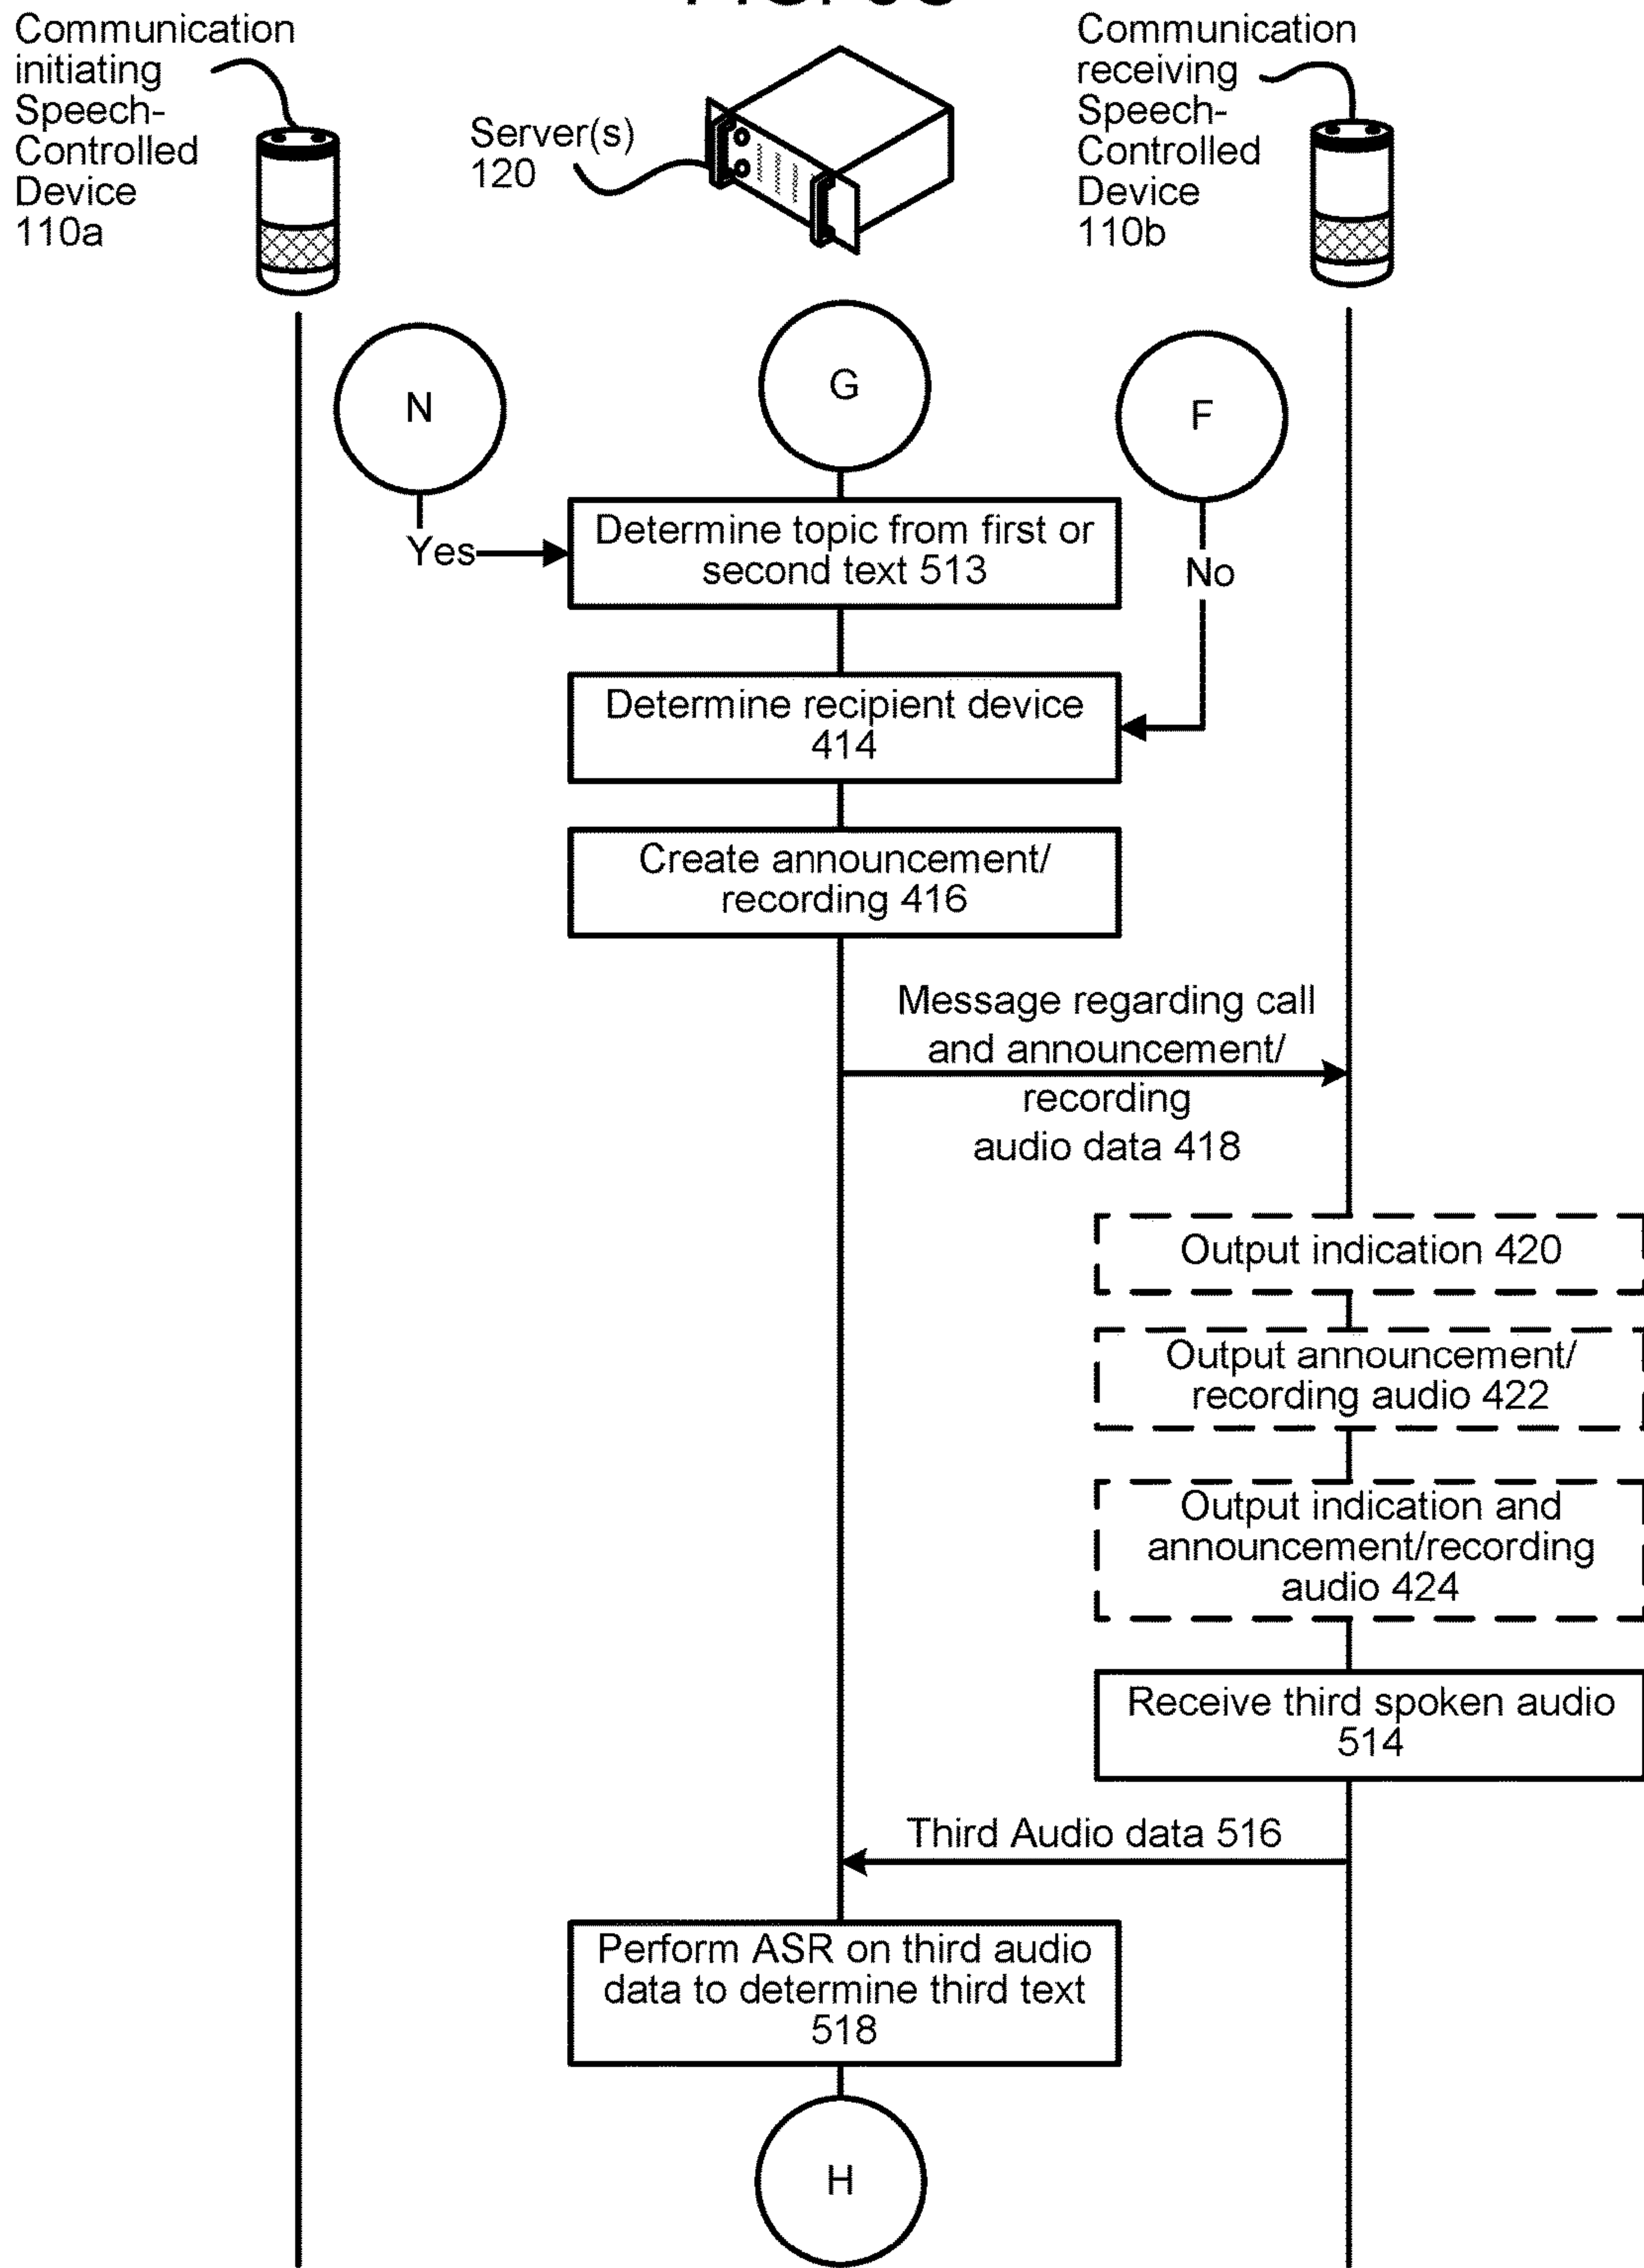 Communication
initiating
Speech-
Controlled
Device
110a
Server(s)
120
Communication
receiving
Speech-
Controlled
Device
110b
N
G
F
Yes
Determine topic from first or
second text 513
No
Determine recipient device
414
Create announcement/
recording 416
Message regarding call
and announcement/
recording
audio data 418
Output indication 420
Output announcement/
recording audio 422
Output indication and
announcement/recording
audio 424
Receive third spoken audio
514
Third Audio data 516
Perform ASR on third audio
data to determine third text
518
H